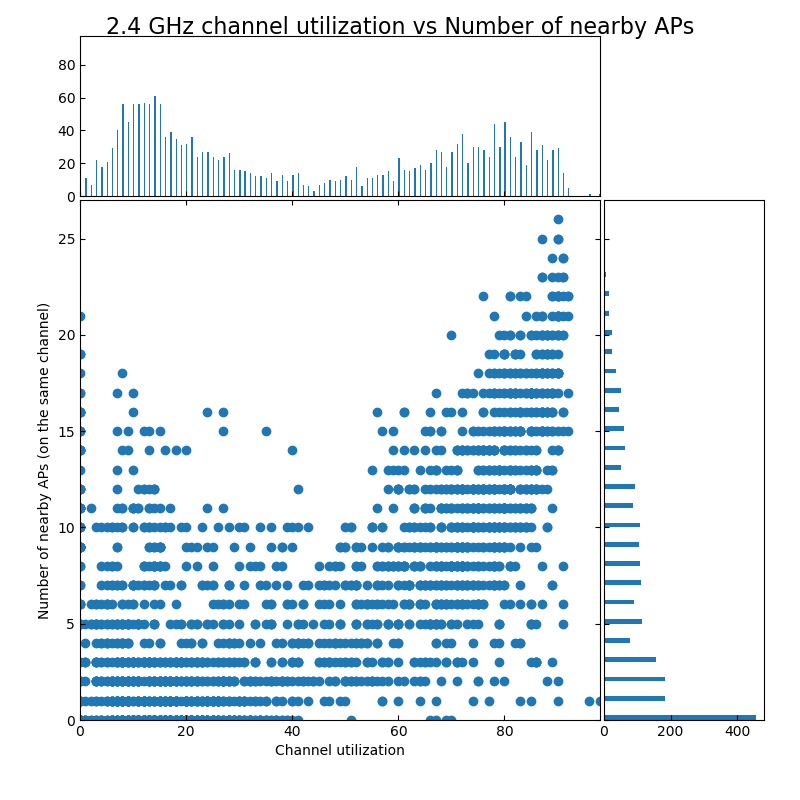 2.4 GHz channel utilization vs Number of nearby APs
80
60
40
20
0
25
20
15
10
5
0
Number of nearby APs (on the same channel)
0 20 40 60 80
Channel utilization
0 200 400